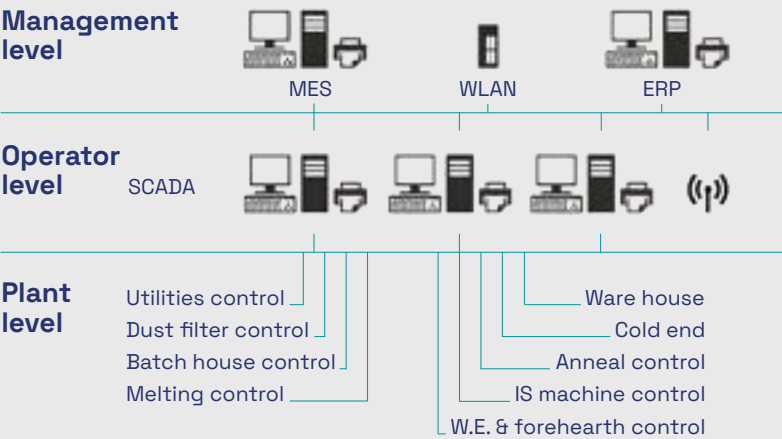 Management
level
MES
WLAN
ERP
Operator
level
SCADA
Plant
level
Utilities control
Dust filter control
Batch house control
Melting control
Ware house
Cold end
Anneal control
IS machine control
W.E. & forehearth control